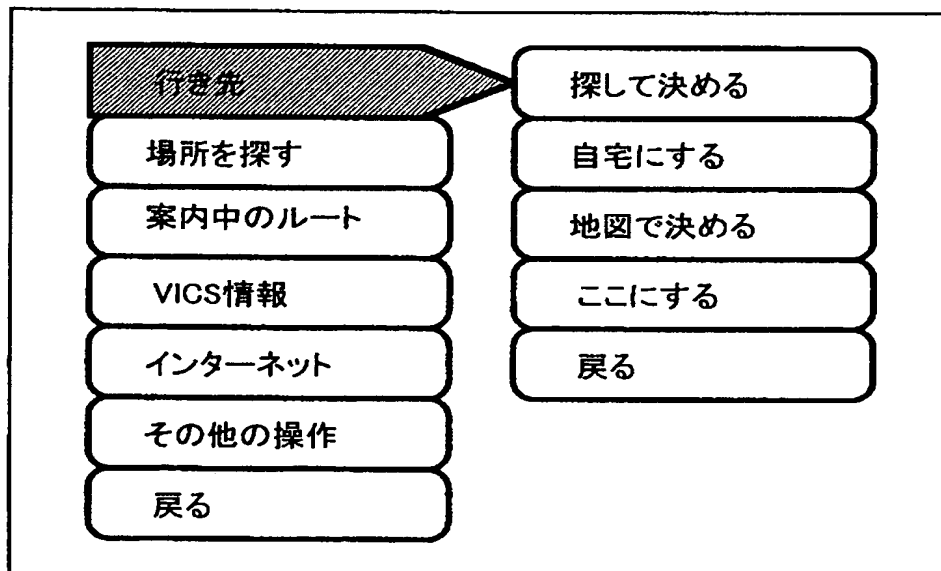 行き先
場所を探す
案内中のルート
VICS情報
インターネット
その他の操作
戻る
探して決める
自宅にする
地図で決める
ここにする
戻る